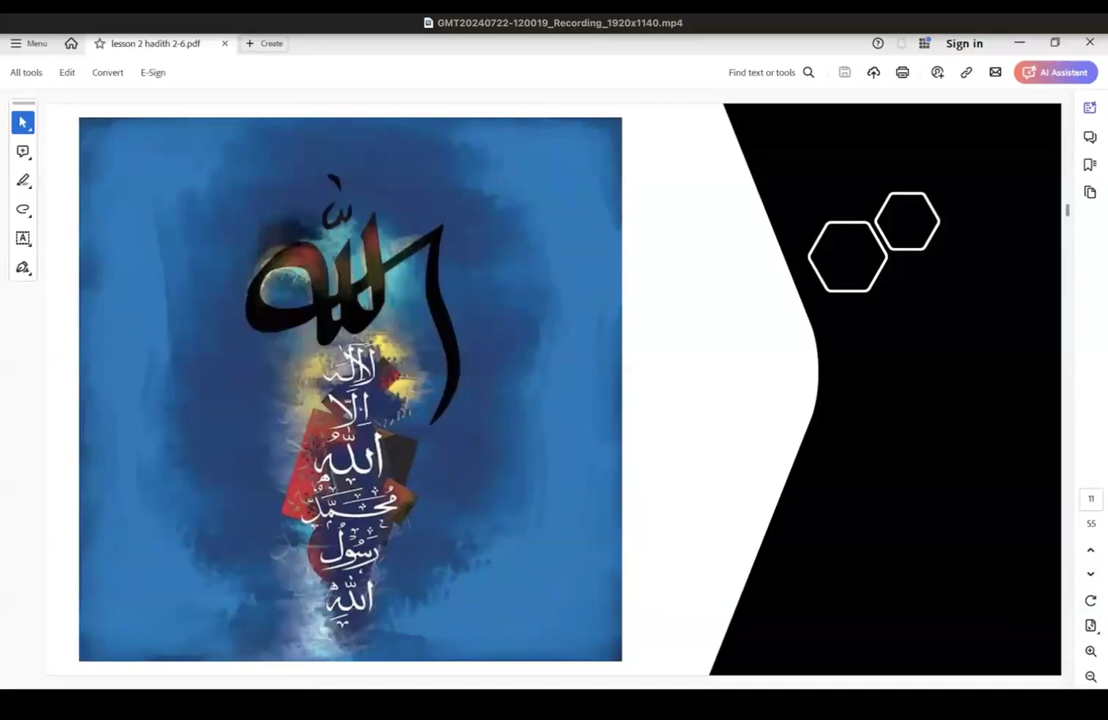 GMT20240722-120019_Recording_1920x1140.mp4
Menu
lesson 2 hadith 2-6.pdf
Create
Sign in
All tools
Edit
Convert
E-Sign
Find text or tools
AI Assistant
الله
لا إله
إلا
الله
محمد
رسول
الله
11
55